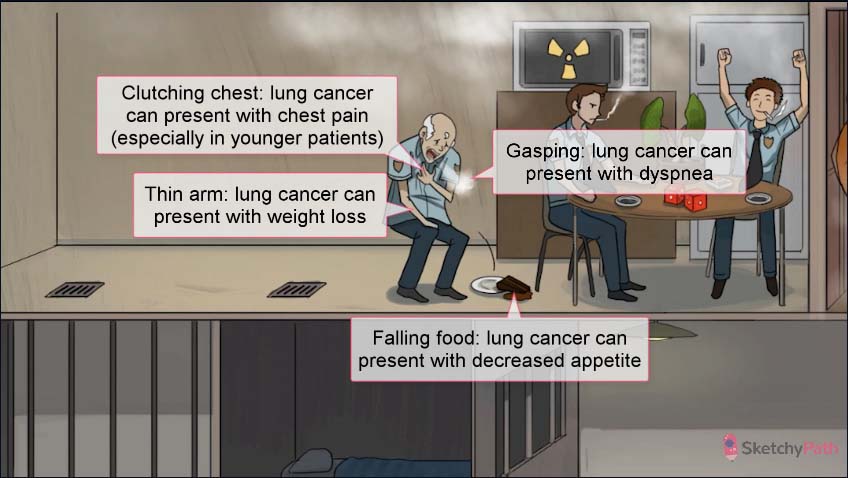 Clutching chest: lung cancer
can present with chest pain
(especially in younger patients)
Gasping: lung cancer can
present with dyspnea
Thin arm: lung cancer can
present with weight loss
Falling food: lung cancer can
present with decreased appetite
SketchyPath